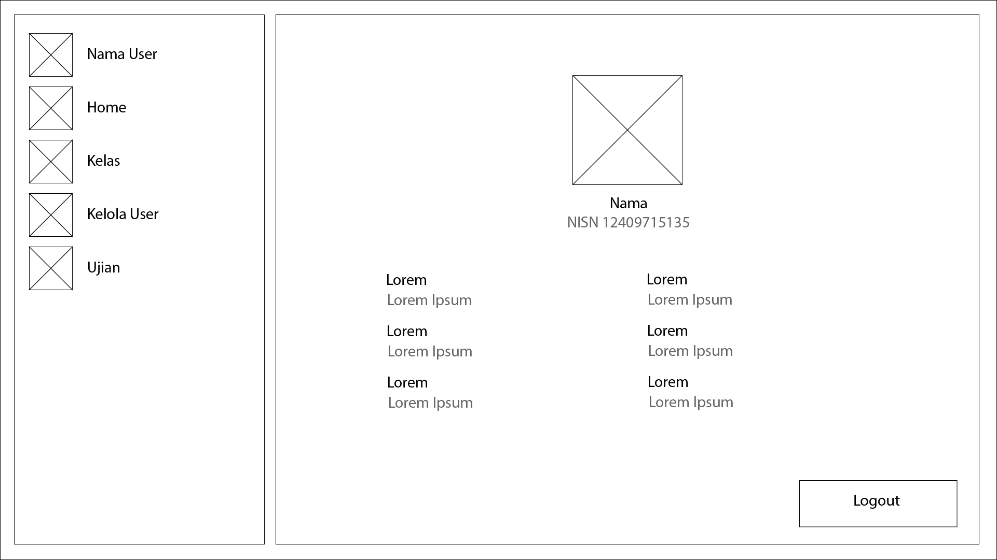 Nama User
Home
Kelas
Kelola User
Ujian
Nama
NISN 12409715135
Lorem
Lorem Ipsum
Lorem
Lorem Ipsum
Lorem
Lorem Ipsum
Lorem
Lorem Ipsum
Lorem
Lorem Ipsum
Lorem
Lorem Ipsum
Logout